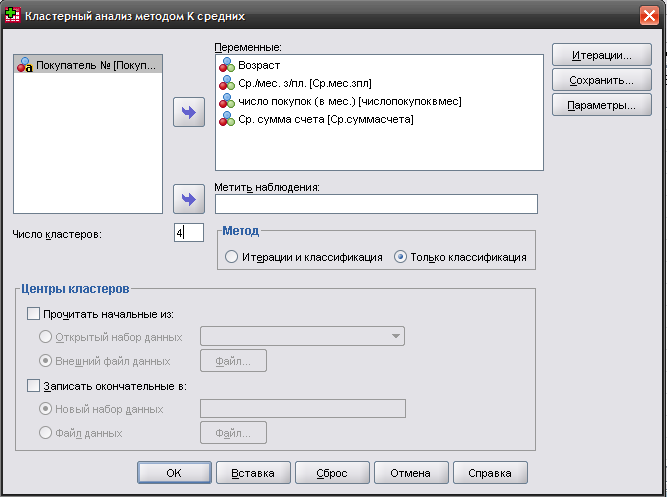 Кластерный анализ методом К средних
Покупатель № [Покуп...
Переменные:
Возраст
Ср./мес. з/пл. [Ср.мес.зпл]
число покупок (в мес.) [числопокупоквмес]
Ср. сумма счета [Ср.суммасчета]
Итерации...
Сохранить...
Параметры...
Метить наблюдения:
Число кластеров:
4
Метод
Итерации и классификация
Только классификация
Центры кластеров
Прочитать начальные из:
Открытый набор данных
Внешний файл данных
Файл...
Записать окончательные в:
Новый набор данных
Файл данных
Файл...
OK
Вставка
Сброс
Отмена
Справка